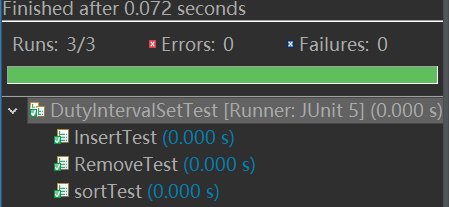 Finished after 0.072 seconds
Runs: 3/3 Errors: 0 Failures: 0
DutyIntervalSetTest [Runner: JUnit 5] (0.000 s)
InsertTest (0.000 s)
RemoveTest (0.000 s)
sortTest (0.000 s)